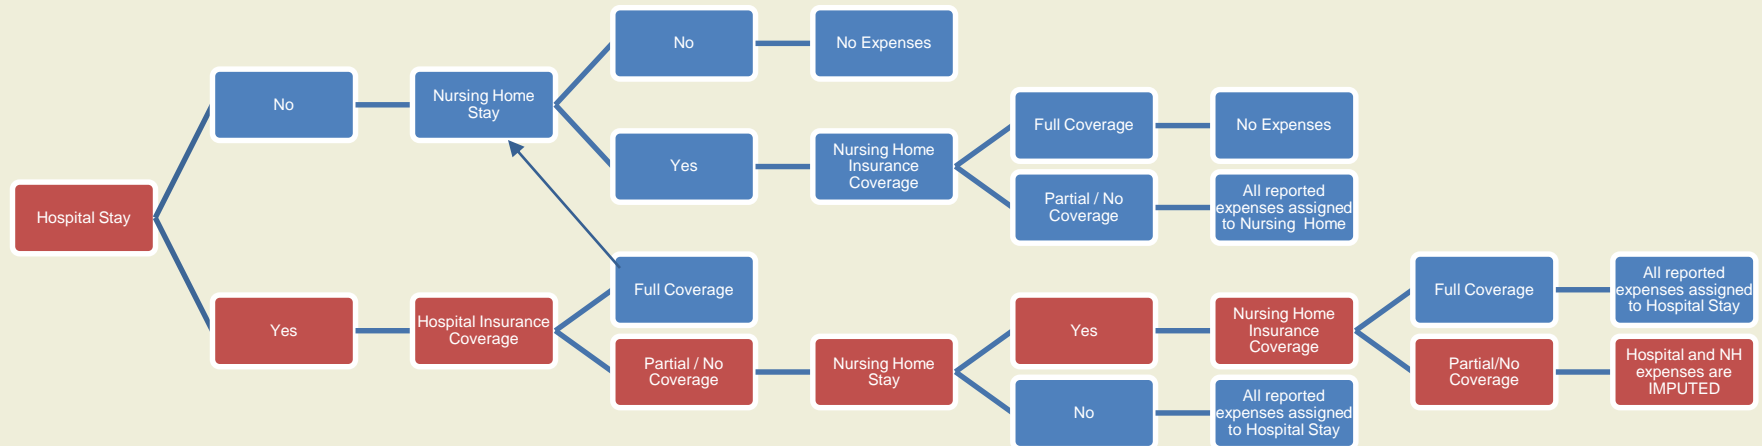 No
No Expenses
No
Nursing Home
Stay
Full Coverage
No Expenses
Yes
Nursing Home
Insurance
Coverage
Partial / No
Coverage
All reported
expenses assigned
to Nursing Home
Hospital Stay
Full Coverage
Full Coverage
All reported
expenses assigned
to Hospital Stay
Yes
Hospital Insurance
Coverage
Yes
Nursing Home
Insurance
Coverage
Partial / No
Coverage
Nursing Home
Stay
Partial/No
Coverage
Hospital and NH
expenses are
IMPUTED
No
All reported
expenses assigned
to Hospital Stay